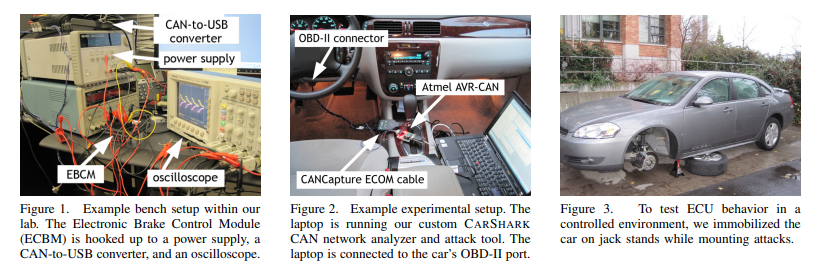 CAN-to-USB
converter
power supply
EBCM
oscilloscope
Figure 1. Example bench setup within our
lab. The Electronic Brake Control Module
(ECBM) is hooked up to a power supply, a
CAN-to-USB converter, and an oscilloscope.
OBD-II connector
Atmel AVR-CAN
CANCapture ECOM cable
Figure 2. Example experimental setup. The
laptop is running our custom CARSHARK
CAN network analyzer and attack tool. The
laptop is connected to the car's OBD-II port.
Figure 3. To test ECU behavior in a
controlled environment, we immobilized the
car on jack stands while mounting attacks.